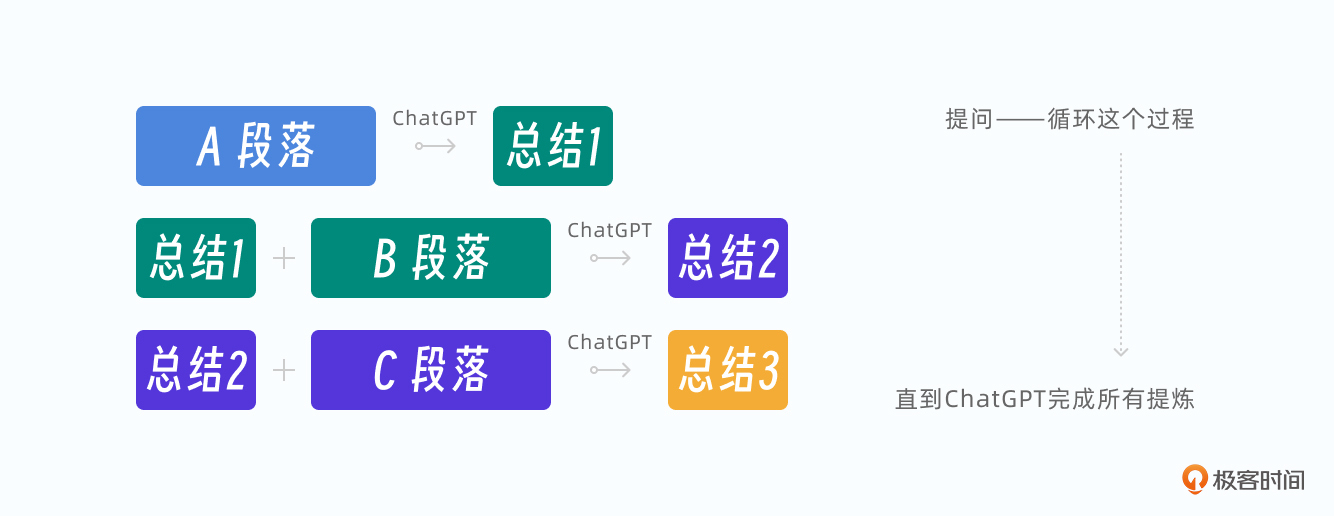 A 段落 ChatGPT 总结1
总结1 + B 段落 ChatGPT 总结2
总结2 + C 段落 ChatGPT 总结3
提问——循环这个过程
直到ChatGPT完成所有提炼
极客时间